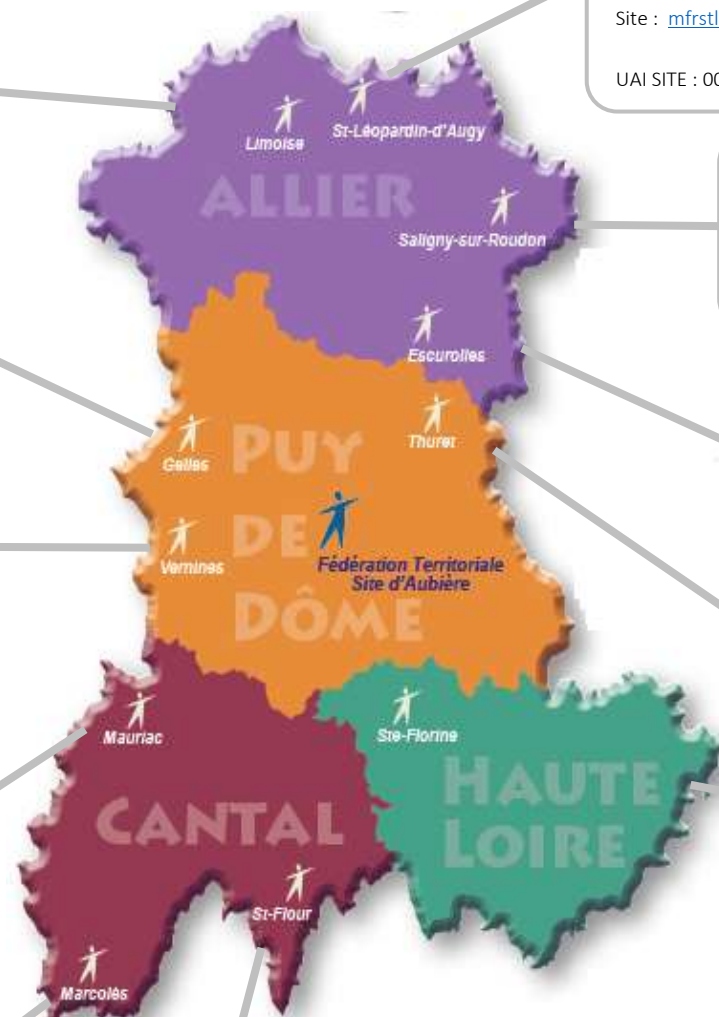 Site : mfrstl
UAI SITE : 00
Limoise
St-Léopardin-d'Augy
ALLIER
Saligny-sur-Roudon
Escurolles
Thuret
Gelles
PUY
DE
DÔME
Vernines
Fédération Territoriale
Site d'Aubière
Mauriac
Ste-Florine
HAUTE
LOIRE
CANTAL
St-Flour
Marcolès